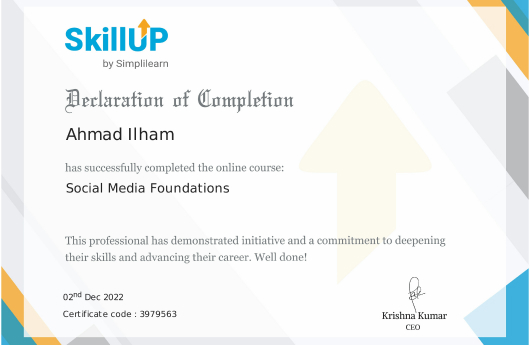 SkillUP
by Simplilearn
Declaration of Completion
Ahmad Ilham
has successfully completed the online course:
Social Media Foundations
This professional has demonstrated initiative and a commitment to deepening
their skills and advancing their career. Well done!
02nd Dec 2022
Certificate code : 3979563
Krishna Kumar
CEO